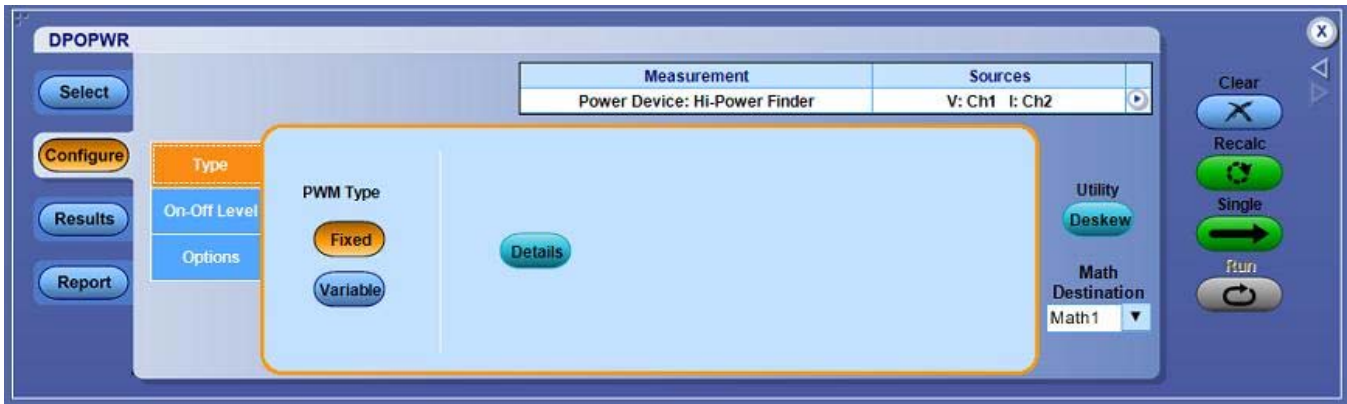 DPOPWR
X
Select
Configure
Results
Report
Measurement
Sources
Power Device: Hi-Power Finder
V: Ch1 I: Ch2
Type
On-Off Level
Options
PWM Type
Fixed
Variable
Details
Utility
Deskew
Math
Destination
Math1
Clear
Recalc
Single
Run